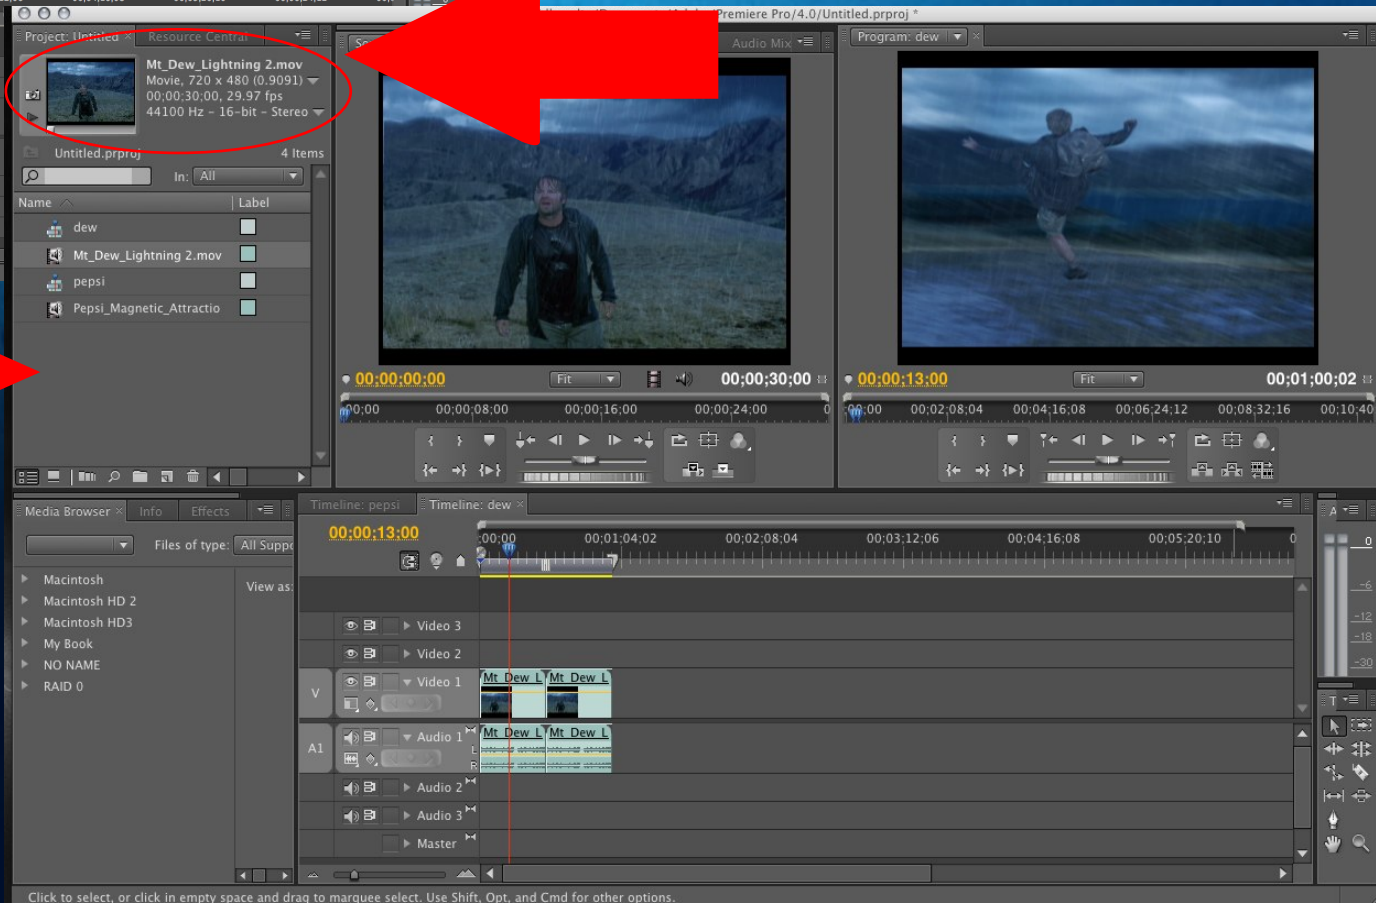 Premiere Pro/4.0/Untitled.prproj *
Project: Untitled
Resource Central
Audio Mix
Program: dew
Mt_Dew_Lightning 2.mov
Movie, 720 x 480 (0.9091)
00;00;30;00, 29.97 fps
44100 Hz - 16-bit - Stereo
Untitled.prproj
4 Items
In: All
Name
Label
dew
Mt_Dew_Lightning 2.mov
pepsi
Pepsi_Magnetic_Attractio
00;00;00;00
Fit
00;00;30;00
00;00
00;00;08;00
00;00;16;00
00;00;24;00
0
00;00;13;00
Fit
00;01;00;02
00;00
00;02;08;04
00;04;16;08
00;06;24;12
00;08;32;16
00;10;40
Media Browser
Info
Effects
Files of type: All Suppo
View as:
Macintosh
Macintosh HD 2
Macintosh HD3
My Book
NO NAME
RAID 0
Timeline: pepsi
Timeline: dew
00;00;13;00
;00;00
00;01;04;02
00;02;08;04
00;03;12;06
00;04;16;08
00;05;20;10
0
Video 3
Video 2
V
Video 1
Mt_Dew_L
Mt_Dew_L
A1
Audio 1
L
R
Mt_Dew_L
Mt_Dew_L
Audio 2
Audio 3
Master
A
0
-6
-12
-18
-30
T
Click to select, or click in empty space and drag to marquee select. Use Shift, Opt, and Cmd for other options.